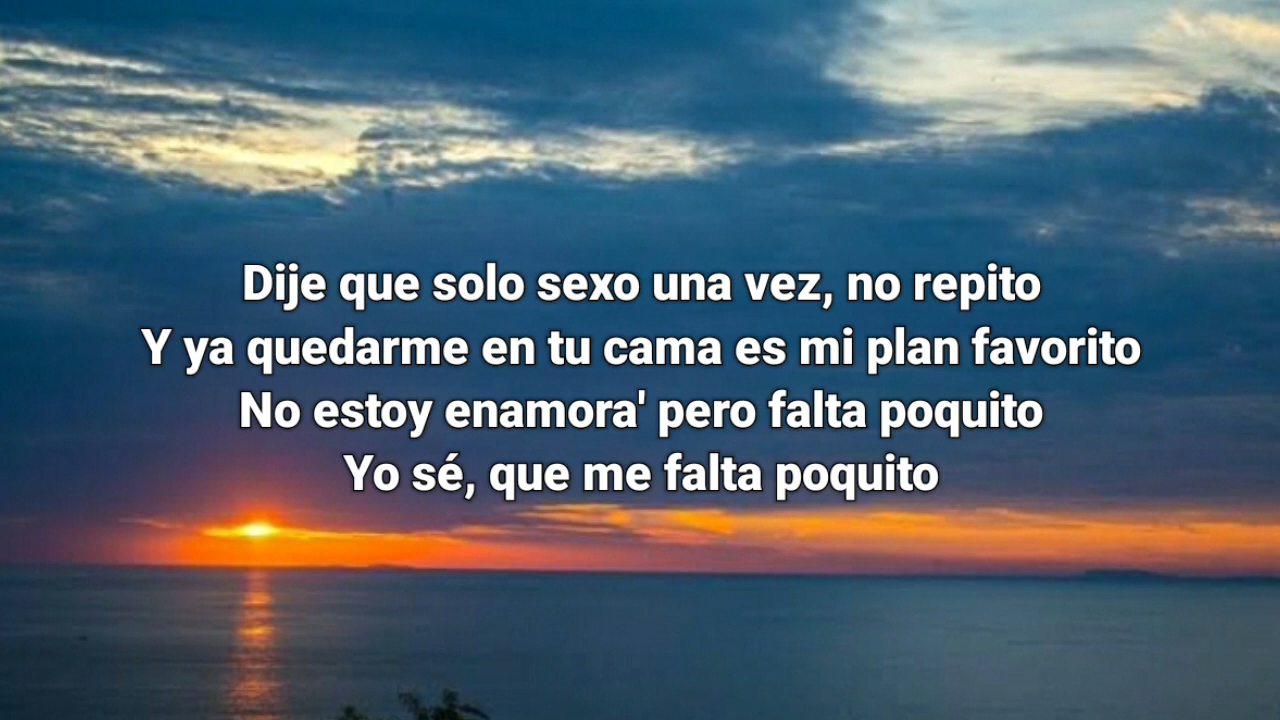 Dije que solo sexo una vez, no repito
Y ya quedarme en tu cama es mi plan favorito
No estoy enamora' pero falta poquito
Yo sé, que me falta poquito